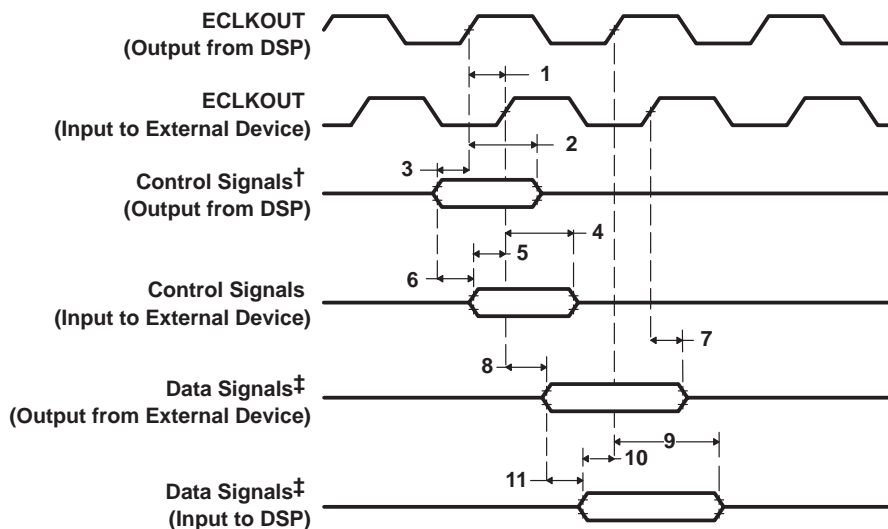 ECLKOUT
(Output from DSP)
1
ECLKOUT
(Input to External Device)
2
3
Control Signals†
(Output from DSP)
4
5
6
Control Signals
(Input to External Device)
7
8
Data Signals‡
(Output from External Device)
9
10
11
Data Signals‡
(Input to DSP)